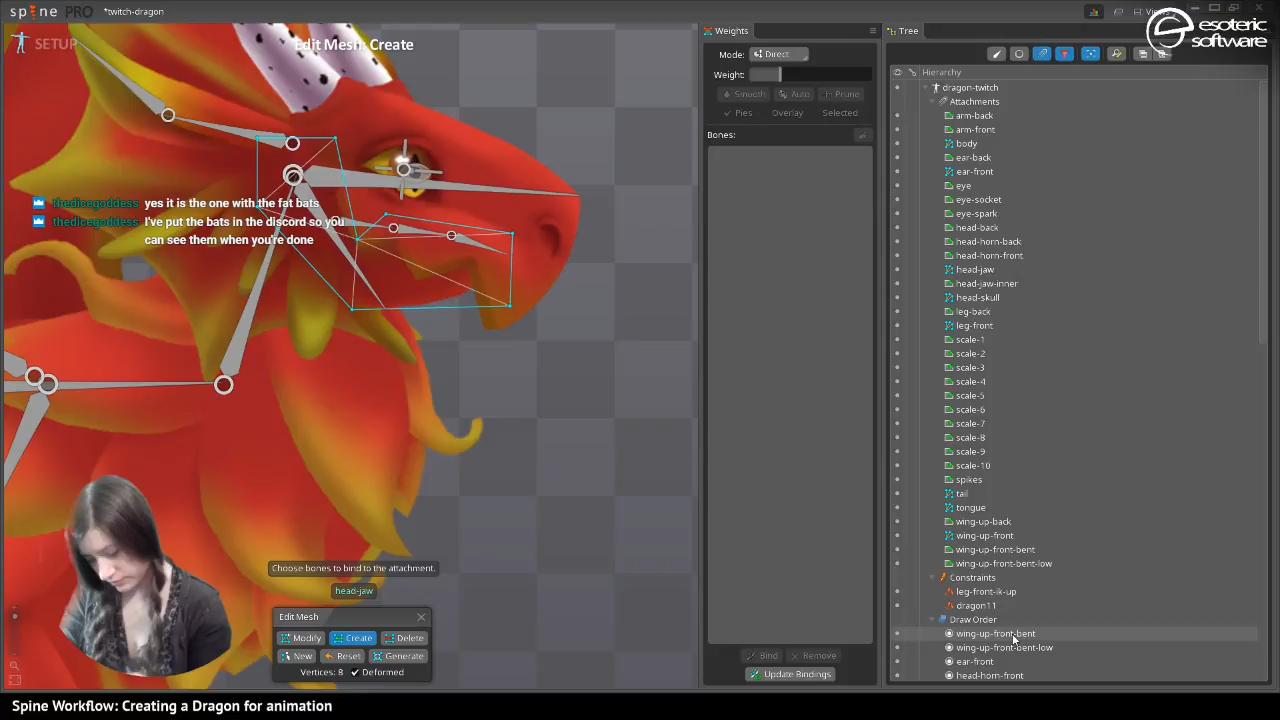 spine PRO *twitch-dragon
Views
esoteric
software
SETUP
Edit Mesh: Create
thedicegoddess yes it is the one with the fat bats
thedicegoddess I've put the bats in the discord so you
can see them when you're done
Choose bones to bind to the attachment.
head-jaw
Edit Mesh
Modify Create Delete
New Reset Generate
Vertices: 8 Deformed
Weights
Mode: Direct
Weight:
Smooth Auto Prune
Pies Overlay Selected
Bones:
Bind Remove
Update Bindings
Tree
Hierarchy
dragon-twitch
Attachments
arm-back
arm-front
body
ear-back
ear-front
eye
eye-socket
eye-spark
head-back
head-horn-back
head-horn-front
head-jaw
head-jaw-inner
head-skull
leg-back
leg-front
scale-1
scale-2
scale-3
scale-4
scale-5
scale-6
scale-7
scale-8
scale-9
scale-10
spikes
tail
tongue
wing-up-back
wing-up-front
wing-up-front-bent
wing-up-front-bent-low
Constraints
leg-front-ik-up
dragon11
Draw Order
wing-up-front-bent
wing-up-front-bent-low
ear-front
head-horn-front
Spine Workflow: Creating a Dragon for animation